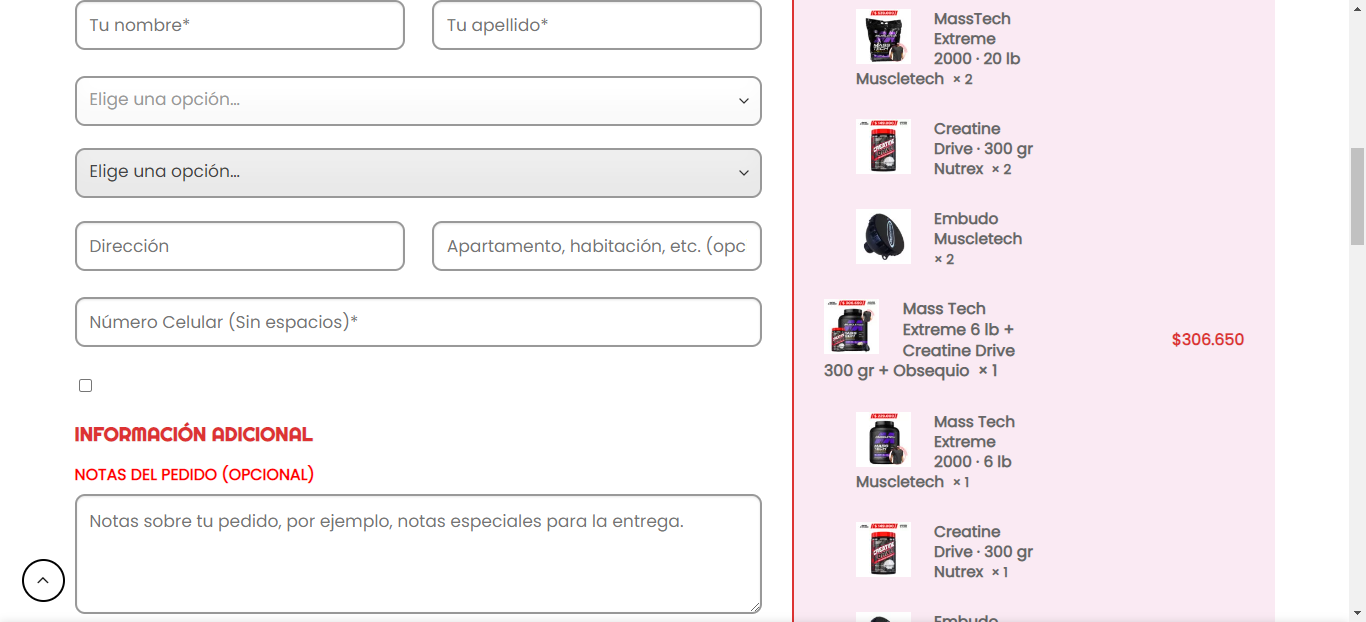 Tu nombre*
Tu apellido*
Elige una opción...
Elige una opción...
Dirección
Apartamento, habitación, etc. (opc
Número Celular (Sin espacios)*
INFORMACIÓN ADICIONAL
NOTAS DEL PEDIDO (OPCIONAL)
Notas sobre tu pedido, por ejemplo, notas especiales para la entrega.
MassTech
Extreme
2000 · 20 lb
Muscletech × 2
Creatine
Drive · 300 gr
Nutrex × 2
Embudo
Muscletech
× 2
Mass Tech
Extreme 6 lb +
Creatine Drive
300 gr + Obsequio × 1
$306.650
Mass Tech
Extreme
2000 · 6 lb
Muscletech × 1
Creatine
Drive · 300 gr
Nutrex × 1
Embudo